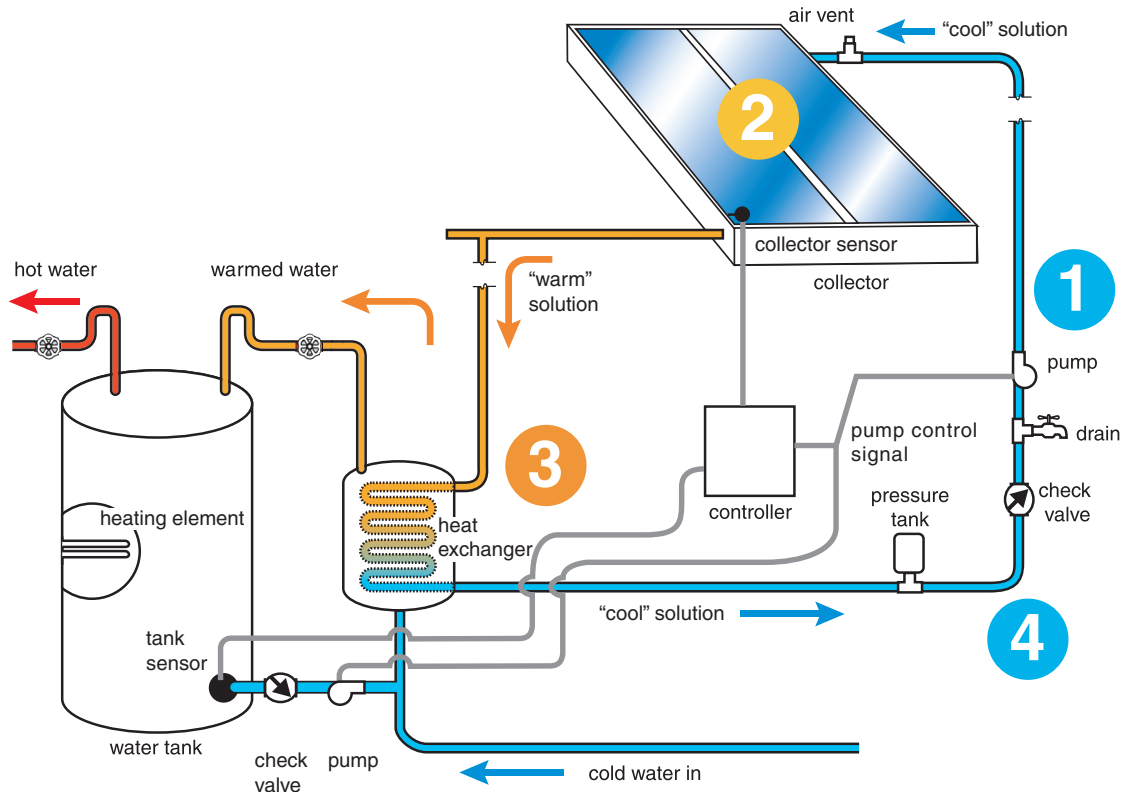 air vent
“cool” solution
2
collector sensor
collector
hot water
warmed water
“warm”
solution
1
pump
drain
pump control
signal
3
pressure
tank
check
valve
controller
heating element
heat
exchanger
“cool” solution
4
tank
sensor
water tank
check
valve
pump
cold water in